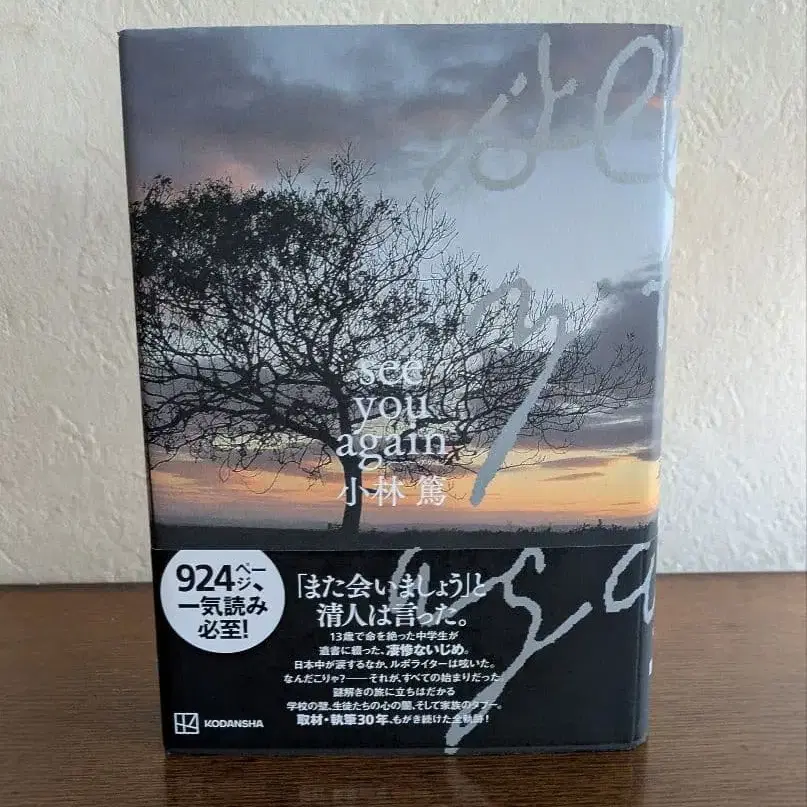 see
you
again
小林 篤
924ページ、
一気読み
必至!
「また会いましょう」と
清人は言った。
13歳で命を絶った中学生が
遺書に綴った、凄惨ないじめ。
日本中が涙するなか、ルポライターは呟いた。
なんだこりゃ?——それが、すべての始まりだった。
謎解きの旅に立ちはだかる
学校の壁、生徒たちの心の闇、そして家族のタブー。
取材・執筆30年、もがき続けた全軌跡!
KODANSHA